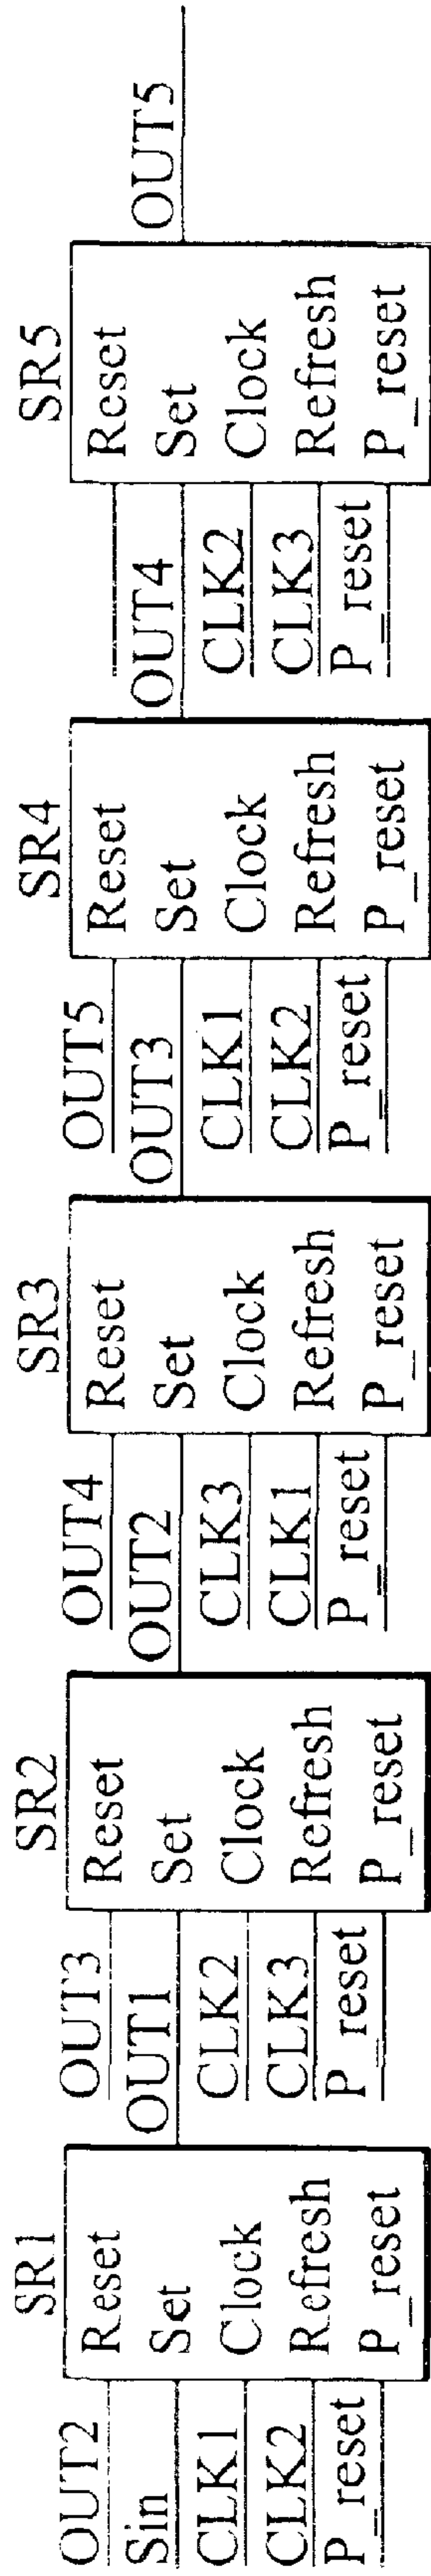 SR1
OUT2
Sin
CLK1
CLK2
P_reset
Reset
Set
Clock
Refresh
P_reset
SR2
OUT3
OUT1
CLK2
CLK3
P_reset
Reset
Set
Clock
Refresh
P_reset
SR3
OUT4
OUT2
CLK3
CLK1
P_reset
Reset
Set
Clock
Refresh
P_reset
SR4
OUT5
OUT3
CLK1
CLK2
P_reset
Reset
Set
Clock
Refresh
P_reset
SR5
OUT4
CLK2
CLK3
P_reset
Reset
Set
Clock
Refresh
P_reset
OUT5